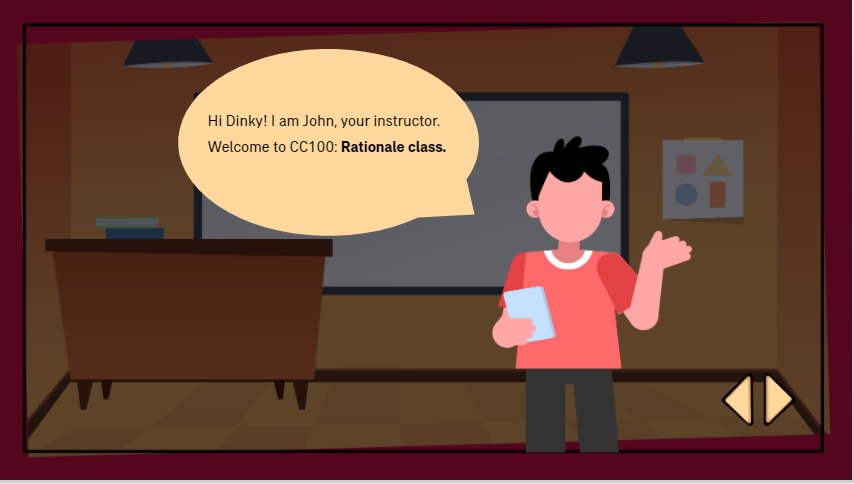 Hi Dinky! I am John, your instructor.
Welcome to CC100: Rationale class.